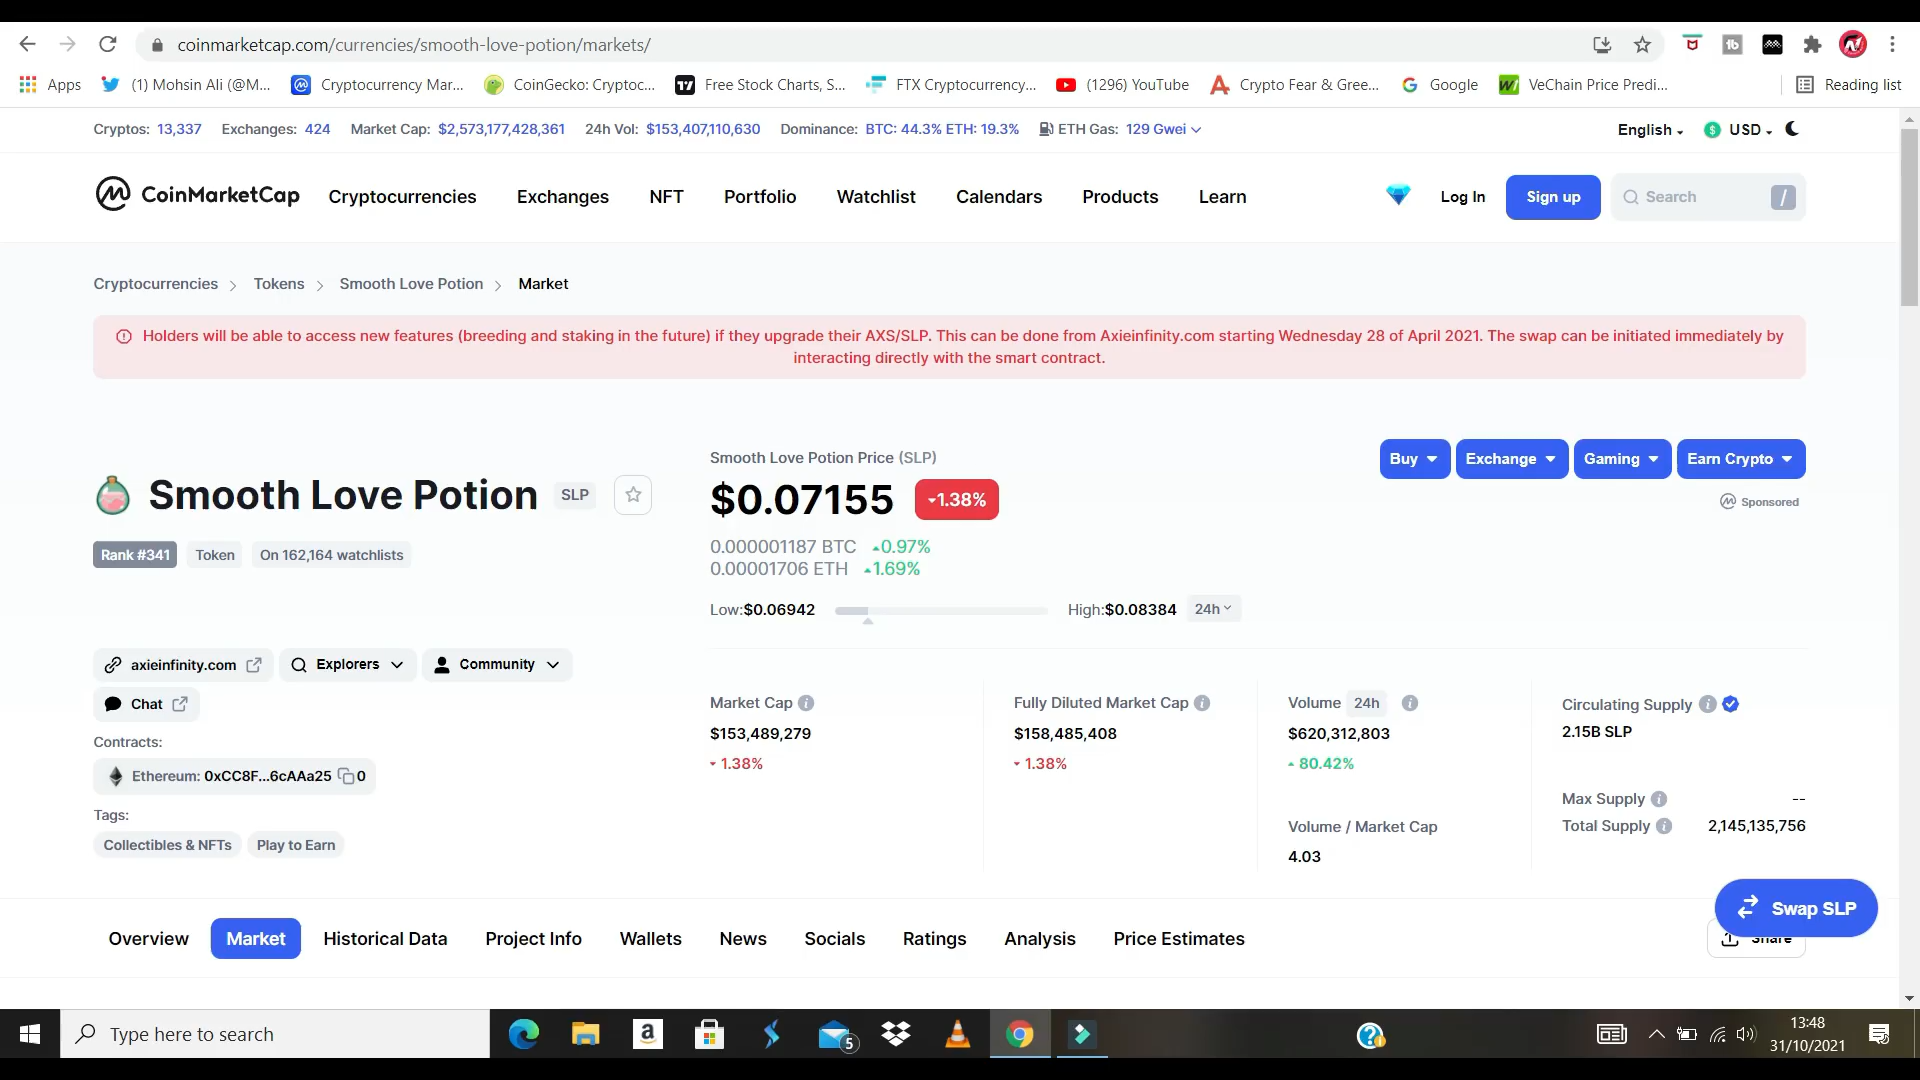 coinmarketcap.com/currencies/smooth-love-potion/markets/
Apps (1) Mohsin Ali (@M... Cryptocurrency Mar... CoinGecko: Cryptoc... Free Stock Charts, S... FTX Cryptocurrency... (1296) YouTube Crypto Fear & Gree... Google VeChain Price Predi... Reading list
Cryptos: 13,337 Exchanges: 424 Market Cap: $2,573,177,428,361 24h Vol: $153,407,110,630 Dominance: BTC: 44.3% ETH: 19.3% ETH Gas: 129 Gwei English USD
CoinMarketCap Cryptocurrencies Exchanges NFT Portfolio Watchlist Calendars Products Learn Log In Sign up Search /
Cryptocurrencies > Tokens > Smooth Love Potion > Market
Holders will be able to access new features (breeding and staking in the future) if they upgrade their AXS/SLP. This can be done from Axieinfinity.com starting Wednesday 28 of April 2021. The swap can be initiated immediately by
interacting directly with the smart contract.
Smooth Love Potion SLP
Rank #341 Token On 162,164 watchlists
axieinfinity.com Explorers Community
Chat
Contracts:
Ethereum: 0xCC8F...6cAAa25 0
Tags:
Collectibles & NFTs Play to Earn
Smooth Love Potion Price (SLP)
$0.07155 1.38%
0.000001187 BTC 0.97%
0.00001706 ETH 1.69%
Low:$0.06942 High:$0.08384 24h
Buy Exchange Gaming Earn Crypto
Sponsored
Market Cap
$153,489,279
1.38%
Fully Diluted Market Cap
$158,485,408
1.38%
Volume 24h
$620,312,803
80.42%
Volume / Market Cap
4.03
Circulating Supply
2.15B SLP
Max Supply --
Total Supply 2,145,135,756
Swap SLP
Overview Market Historical Data Project Info Wallets News Socials Ratings Analysis Price Estimates Share
Type here to search 5 13:48
31/10/2021